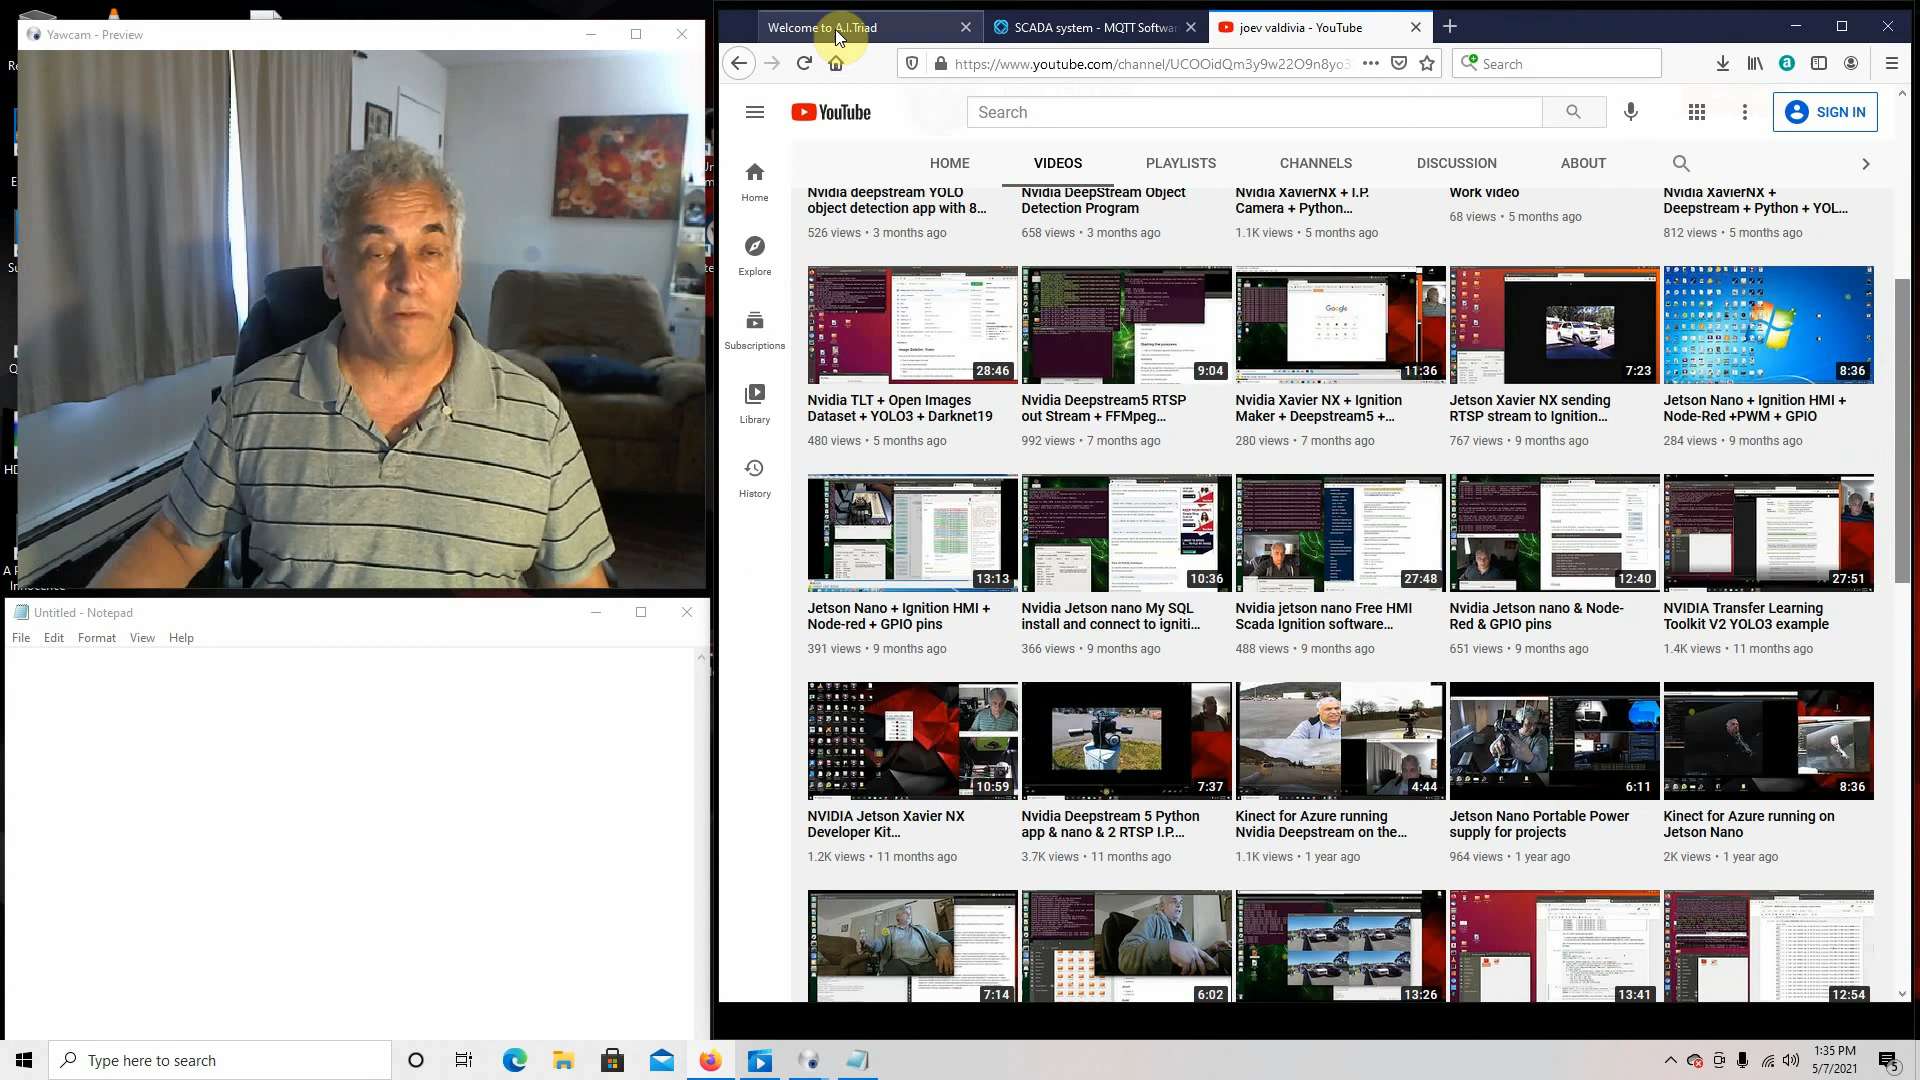 Yawcam - Preview
Welcome to A.I.Triad
SCADA system - MQTT Softwa
joev valdivia - YouTube
https://www.youtube.com/channel/UCOOidQm3y9w22O9n8yo3
Search
YouTube
Search
SIGN IN
HOME
VIDEOS
PLAYLISTS
CHANNELS
DISCUSSION
ABOUT
Home
Explore
Subscriptions
Library
History
Nvidia deepstream YOLO
object detection app with 8...
526 views • 3 months ago
Nvidia DeepStream Object
Detection Program
658 views • 3 months ago
Nvidia XavierNX + I.P.
Camera + Python...
1.1K views • 5 months ago
Work video
68 views • 5 months ago
Nvidia XavierNX +
Deepstream + Python + YOL...
812 views • 5 months ago
28:46
Nvidia TLT + Open Images
Dataset + YOLO3 + Darknet19
480 views • 5 months ago
9:04
Nvidia Deepstream5 RTSP
out Stream + FFMpeg...
992 views • 7 months ago
Google
11:36
Nvidia Xavier NX + Ignition
Maker + Deepstream5 +...
280 views • 7 months ago
7:23
Jetson Xavier NX sending
RTSP stream to Ignition...
767 views • 9 months ago
8:36
Jetson Nano + Ignition HMI +
Node-Red +PWM + GPIO
284 views • 9 months ago
13:13
Jetson Nano + Ignition HMI +
Node-red + GPIO pins
391 views • 9 months ago
10:36
Nvidia Jetson nano My SQL
install and connect to igniti...
366 views • 9 months ago
27:48
Nvidia jetson nano Free HMI
Scada Ignition software...
488 views • 9 months ago
12:40
Nvidia Jetson nano & Node-
Red & GPIO pins
651 views • 9 months ago
27:51
NVIDIA Transfer Learning
Toolkit V2 YOLO3 example
1.4K views • 11 months ago
10:59
NVIDIA Jetson Xavier NX
Developer Kit...
1.2K views • 11 months ago
7:37
Nvidia Deepstream 5 Python
app & nano & 2 RTSP I.P....
3.7K views • 11 months ago
4:44
Kinect for Azure running
Nvidia Deepstream on the...
1.1K views • 1 year ago
6:11
Jetson Nano Portable Power
supply for projects
964 views • 1 year ago
8:36
Kinect for Azure running on
Jetson Nano
2K views • 1 year ago
7:14
6:02
13:26
13:41
12:54
Untitled - Notepad
File Edit Format View Help
Type here to search
1:35 PM
5/7/2021
5